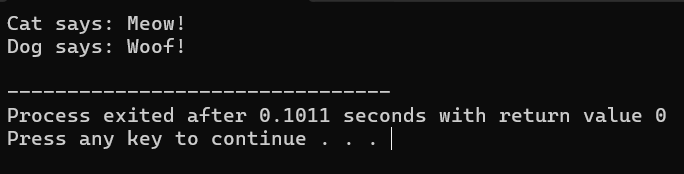 Cat says: Meow!
Dog says: Woof!
--------------------------------
Process exited after 0.1011 seconds with return value 0
Press any key to continue . . .